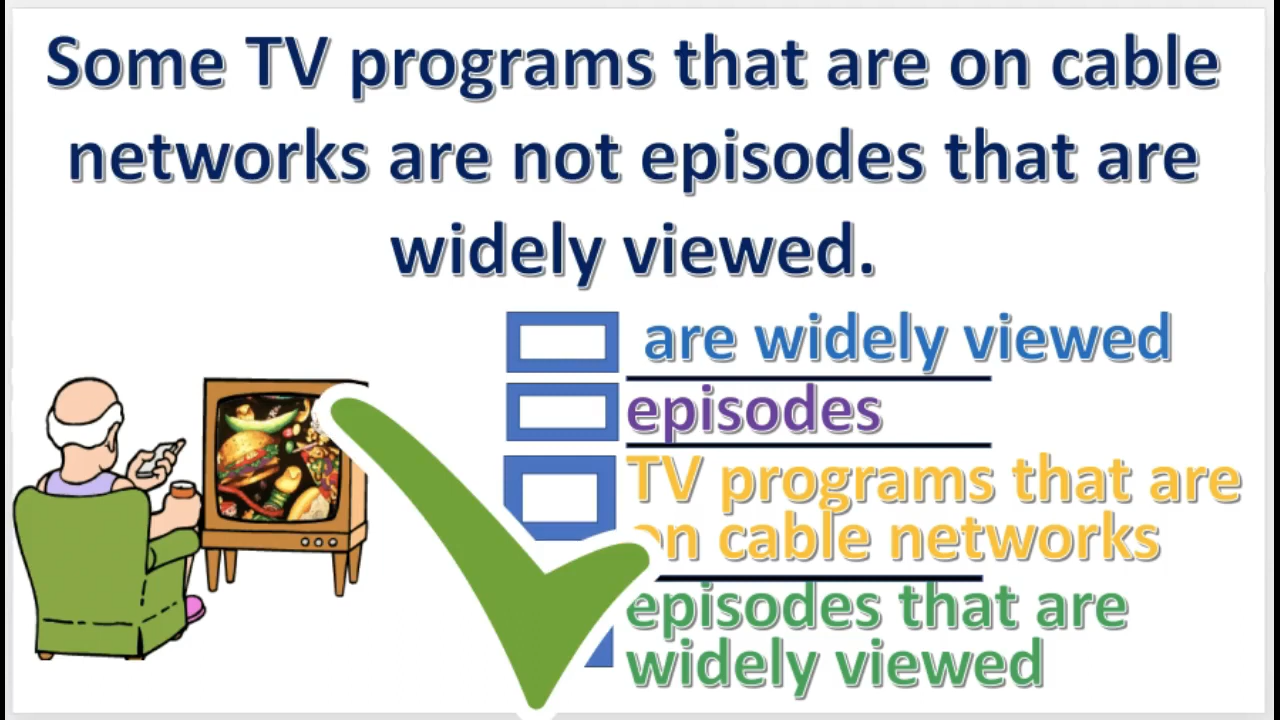 Some TV programs that are on cable
networks are not episodes that are
widely viewed.
are widely viewed
episodes
TV programs that are
on cable networks
episodes that are
widely viewed